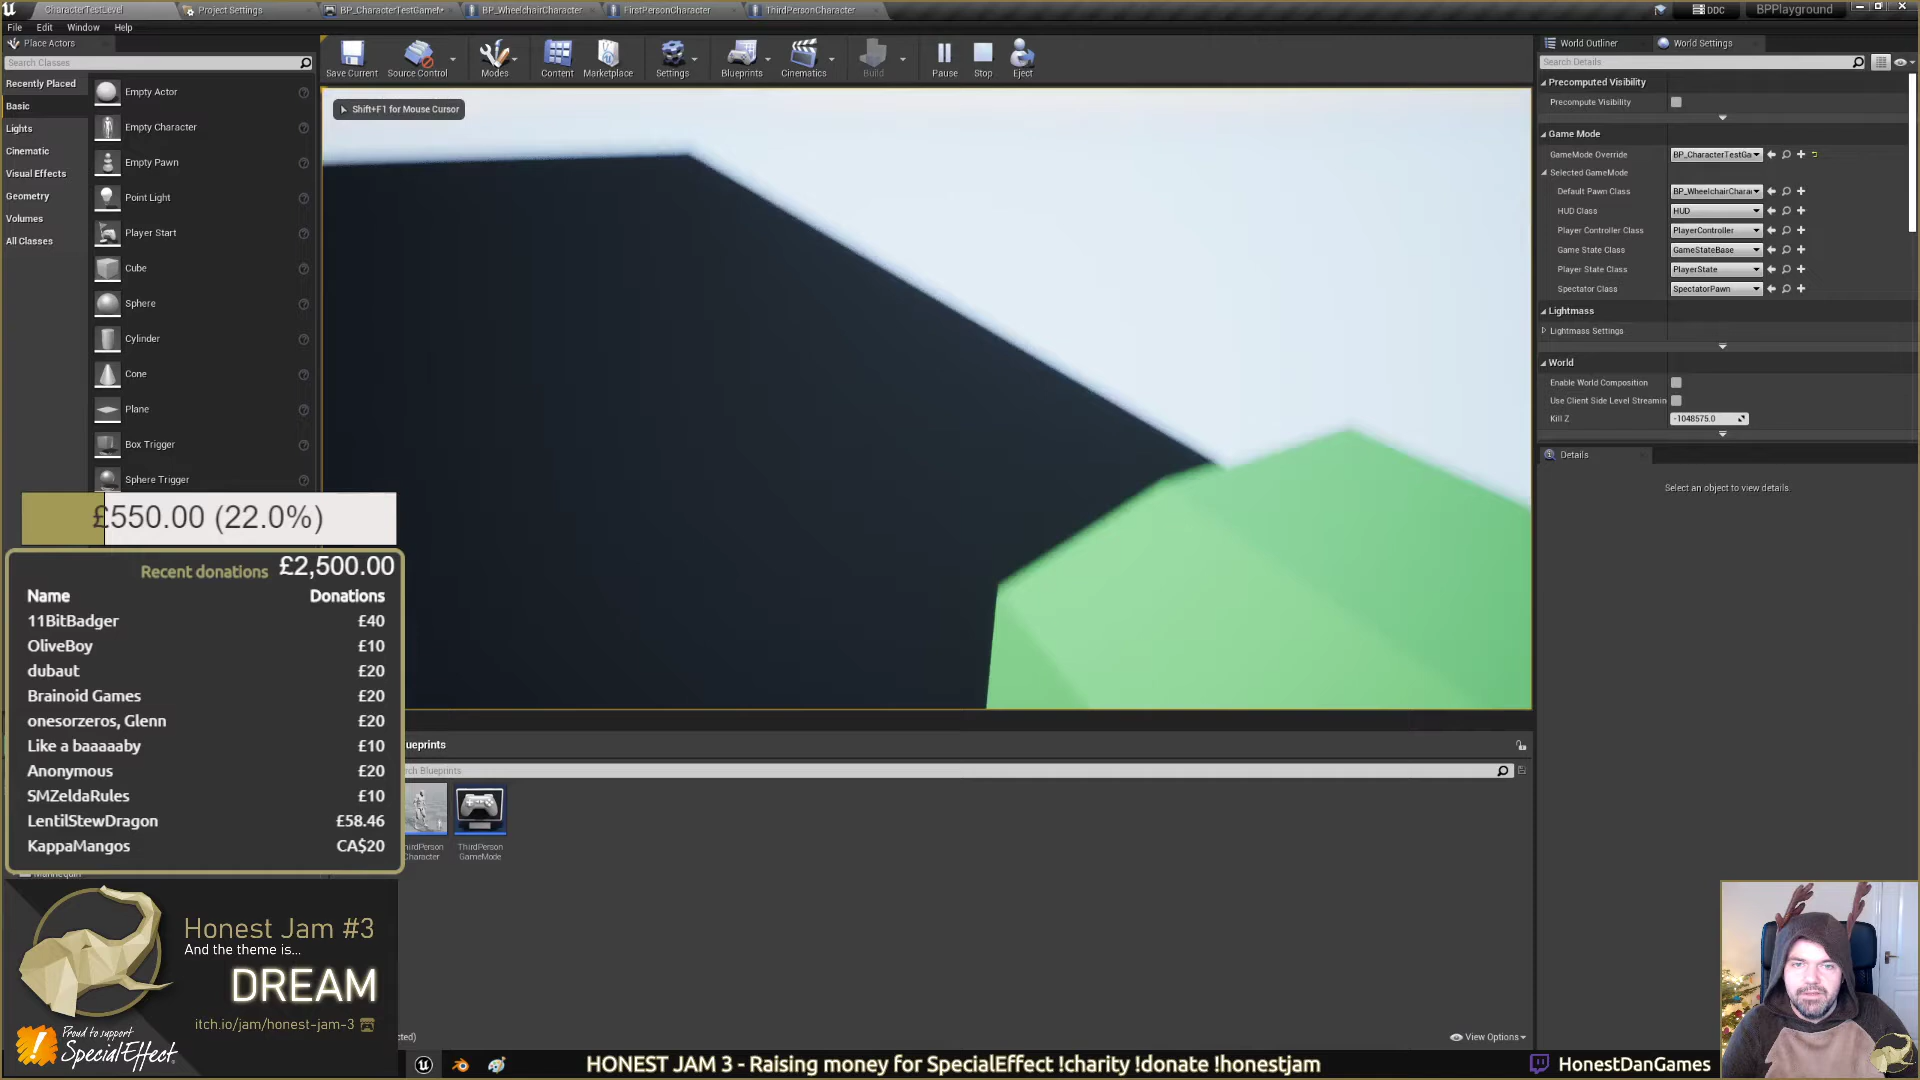 CharacterTestLevel
Project Settings
BP_CharacterTestGameM
BP_WheelchairCharacter
FirstPersonCharacter
ThirdPersonCharacter
DDC
BPPlayground
File
Edit
Window
Help
Place Actors
Search Classes
Recently Placed
Basic
Lights
Cinematic
Visual Effects
Geometry
Volumes
All Classes
Empty Actor
Empty Character
Empty Pawn
Point Light
Player Start
Cube
Sphere
Cylinder
Cone
Plane
Box Trigger
Sphere Trigger
Save Current
Source Control
Modes
Content
Marketplace
Settings
Blueprints
Cinematics
Build
Pause
Stop
Eject
Shift+F1 for Mouse Cursor
World Outliner
World Settings
Search Details
Precomputed Visibility
Precompute Visibility
Game Mode
GameMode Override
BP_CharacterTestGa
Selected GameMode
Default Pawn Class
BP_WheelchairChara
HUD Class
HUD
Player Controller Class
PlayerController
Game State Class
GameStateBase
Player State Class
PlayerState
Spectator Class
SpectatorPawn
Lightmass
Lightmass Settings
World
Enable World Composition
Use Client Side Level Streamin
Kill Z
-1048575.0
Details
Select an object to view details.
£550.00 (22.0%)
Recent donations £2,500.00
Name Donations
11BitBadger £40
OliveBoy £10
dubaut £20
Brainoid Games £20
onesorzeros, Glenn £20
Like a baaaaaby £10
Anonymous £20
SMZeldaRules £10
LentilStewDragon £58.46
KappaMangos CA$20
ueprints
rch Blueprints
hirdPerson
Character
ThirdPerson
GameMode
Mannequin
Honest Jam #3
And the theme is...
DREAM
itch.io/jam/honest-jam-3
Proud to support
SpecialEffect
cted)
View Options
HONEST JAM 3 - Raising money for SpecialEffect !charity !donate !honestjam
HonestDanGames